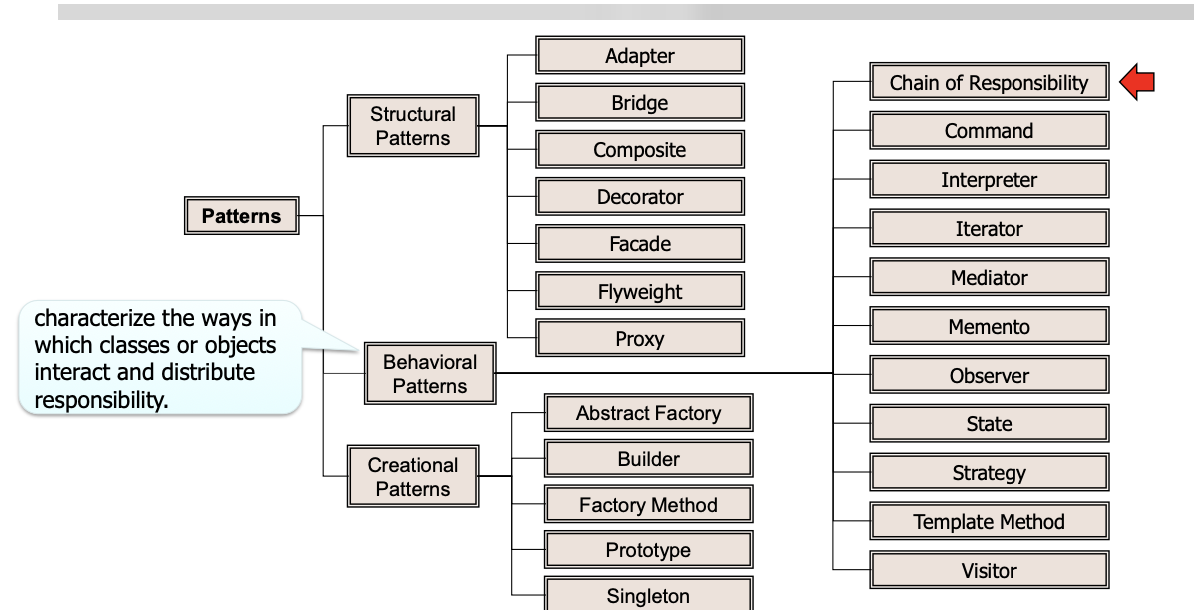 Patterns
Structural
Patterns
Adapter
Bridge
Composite
Decorator
Facade
Flyweight
Proxy
characterize the ways in
which classes or objects
interact and distribute
responsibility.
Behavioral
Patterns
Chain of Responsibility
Command
Interpreter
Iterator
Mediator
Memento
Observer
State
Strategy
Template Method
Visitor
Creational
Patterns
Abstract Factory
Builder
Factory Method
Prototype
Singleton